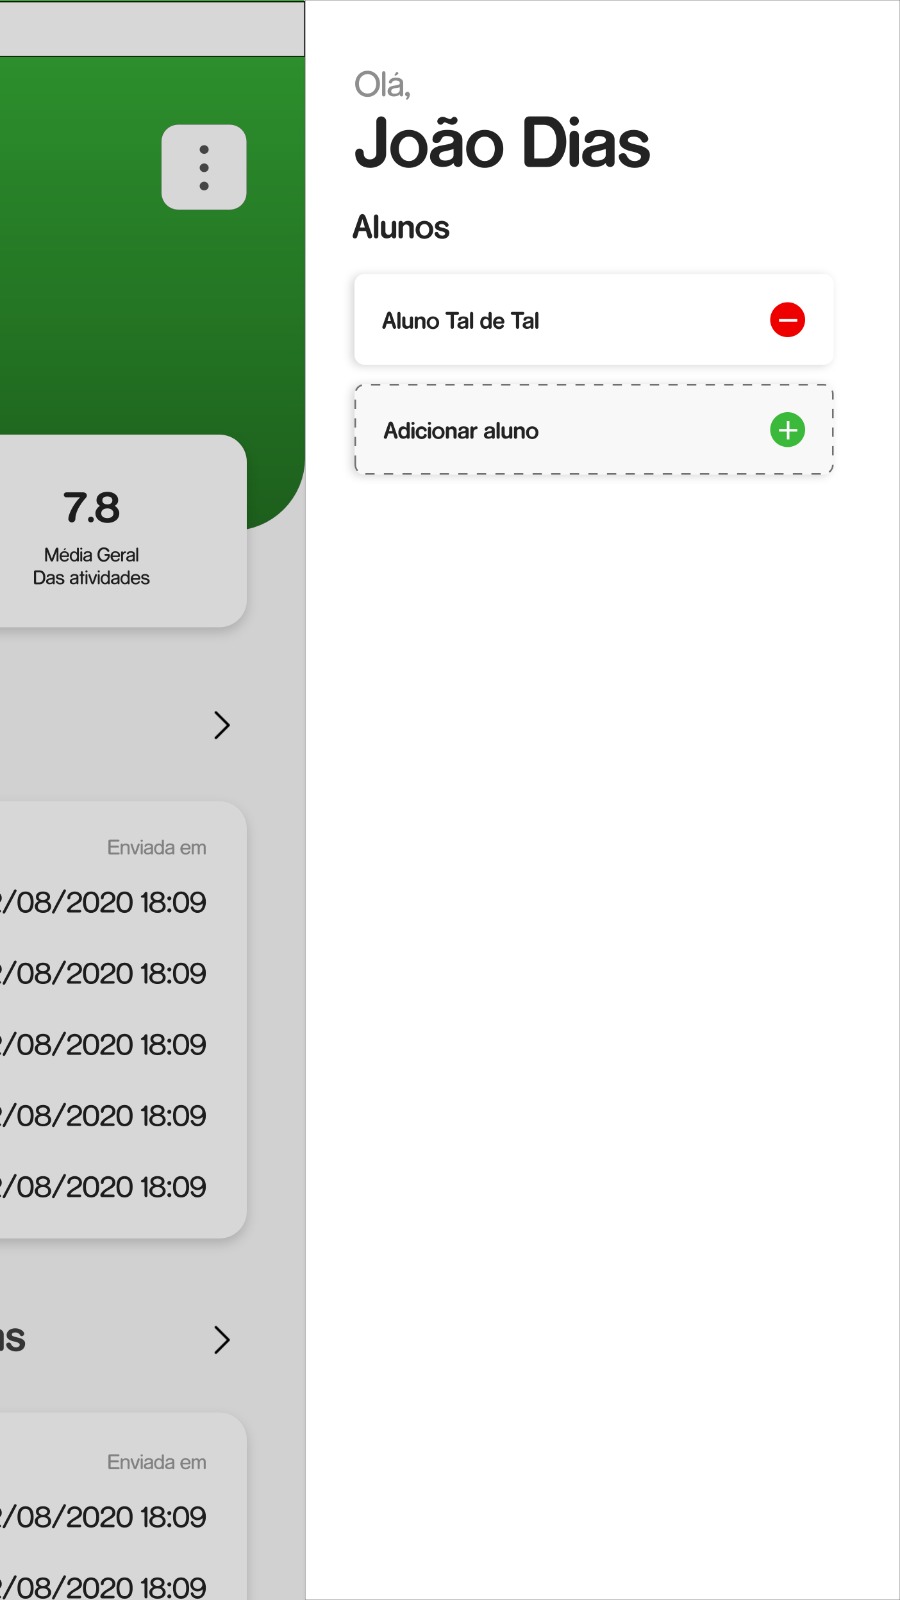 Olá,
João Dias
Alunos
Aluno Tal de Tal
Adicionar aluno
7.8
Média Geral
Das atividades
Enviada em
/08/2020 18:09
/08/2020 18:09
/08/2020 18:09
/08/2020 18:09
/08/2020 18:09
Enviada em
/08/2020 18:09
/08/2020 18:09